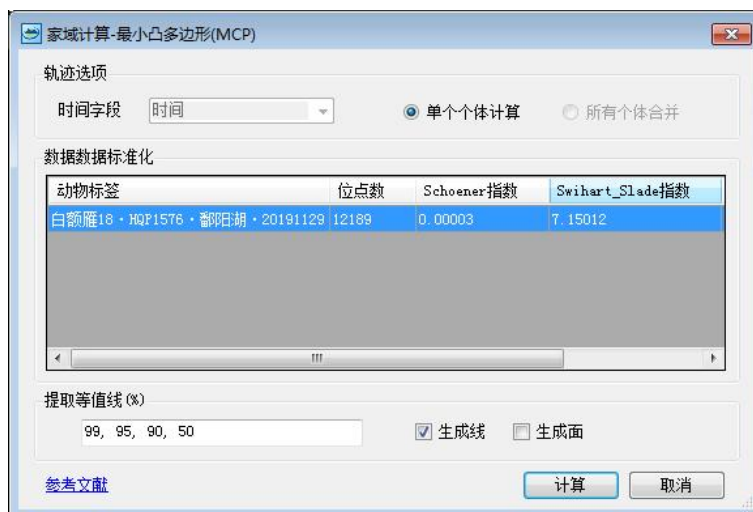 家域计算-最小凸多边形(MCP)
轨迹选项
时间字段 时间 单个个体计算 所有个体合并
数据数据标准化
动物标签 位点数 Schoener指数 Swihart_Slade指数
白额雁18·HQP1576·鄱阳湖·20191129 12189 0.00003 7.15012
提取等值线(%)
99, 95, 90, 50 生成线 生成面
参考文献 计算 取消